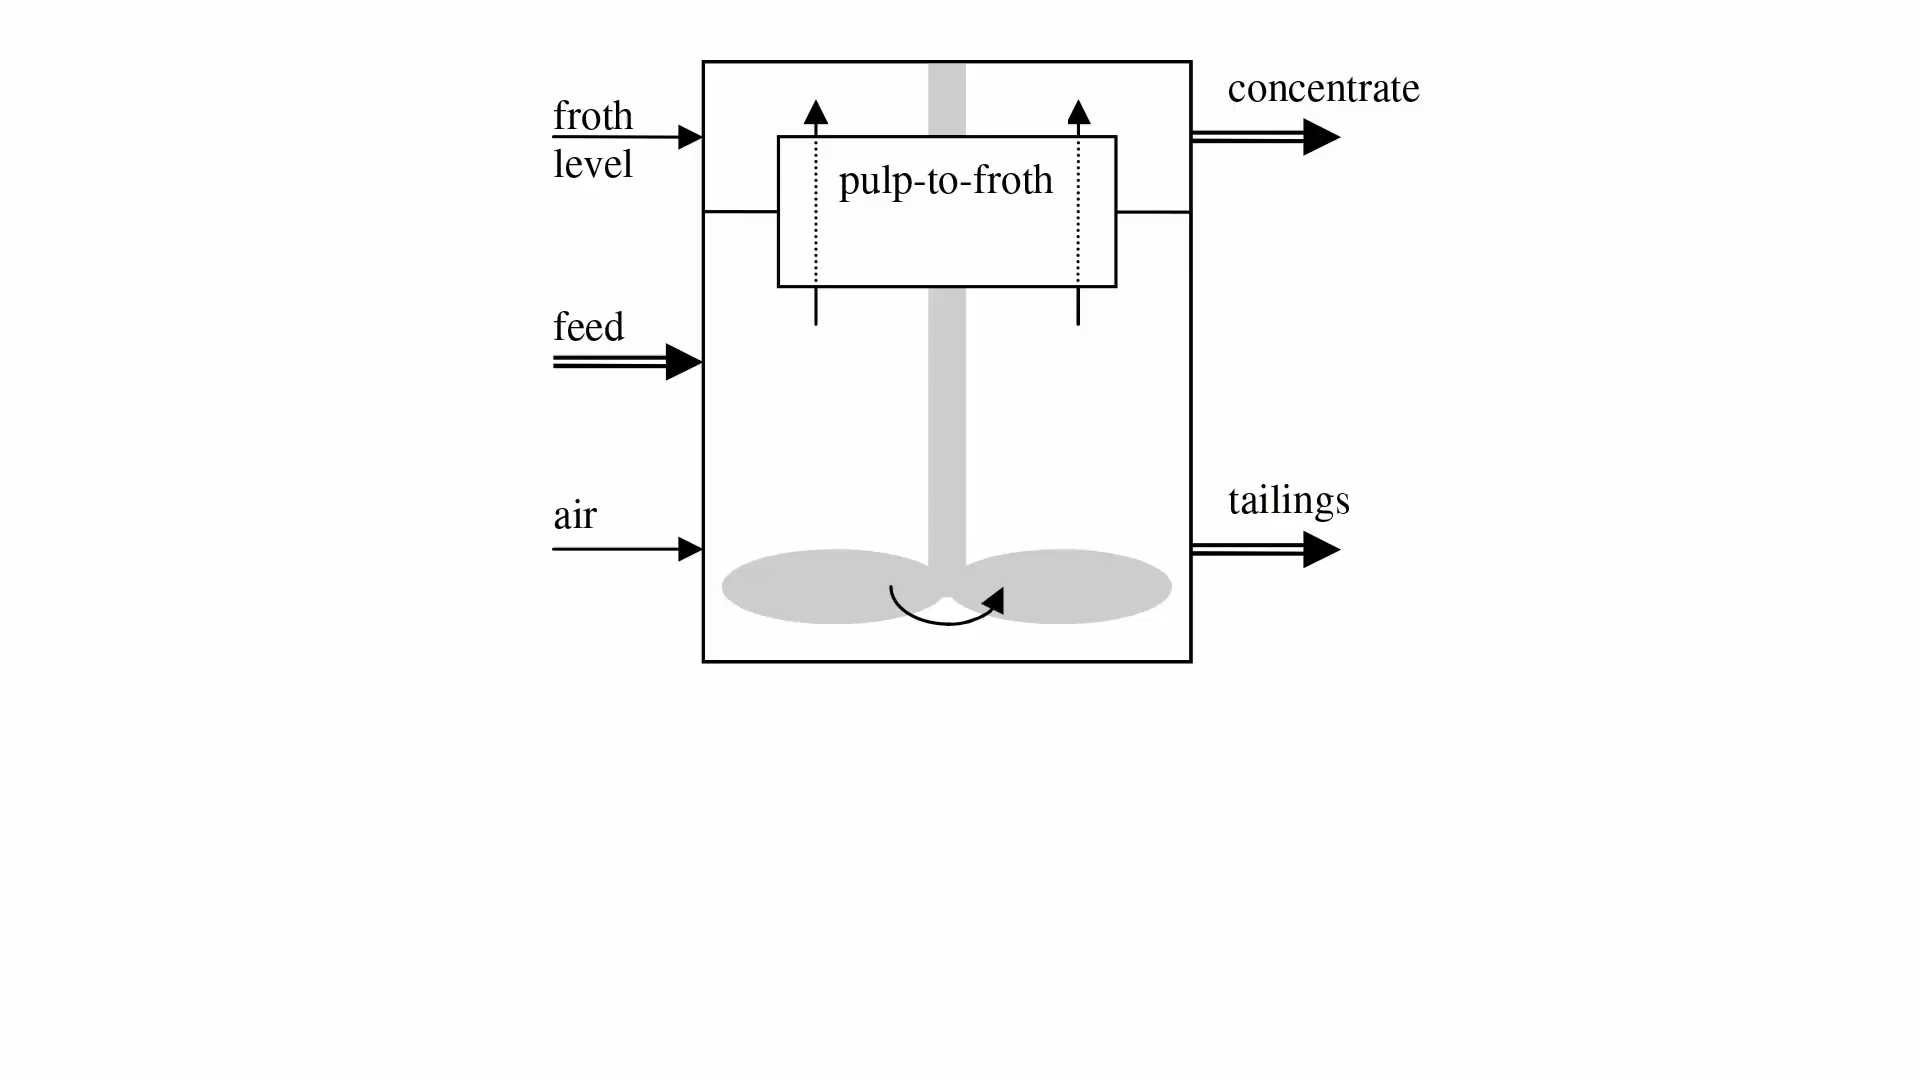 froth
level
feed
air
pulp-to-froth
concentrate
tailings